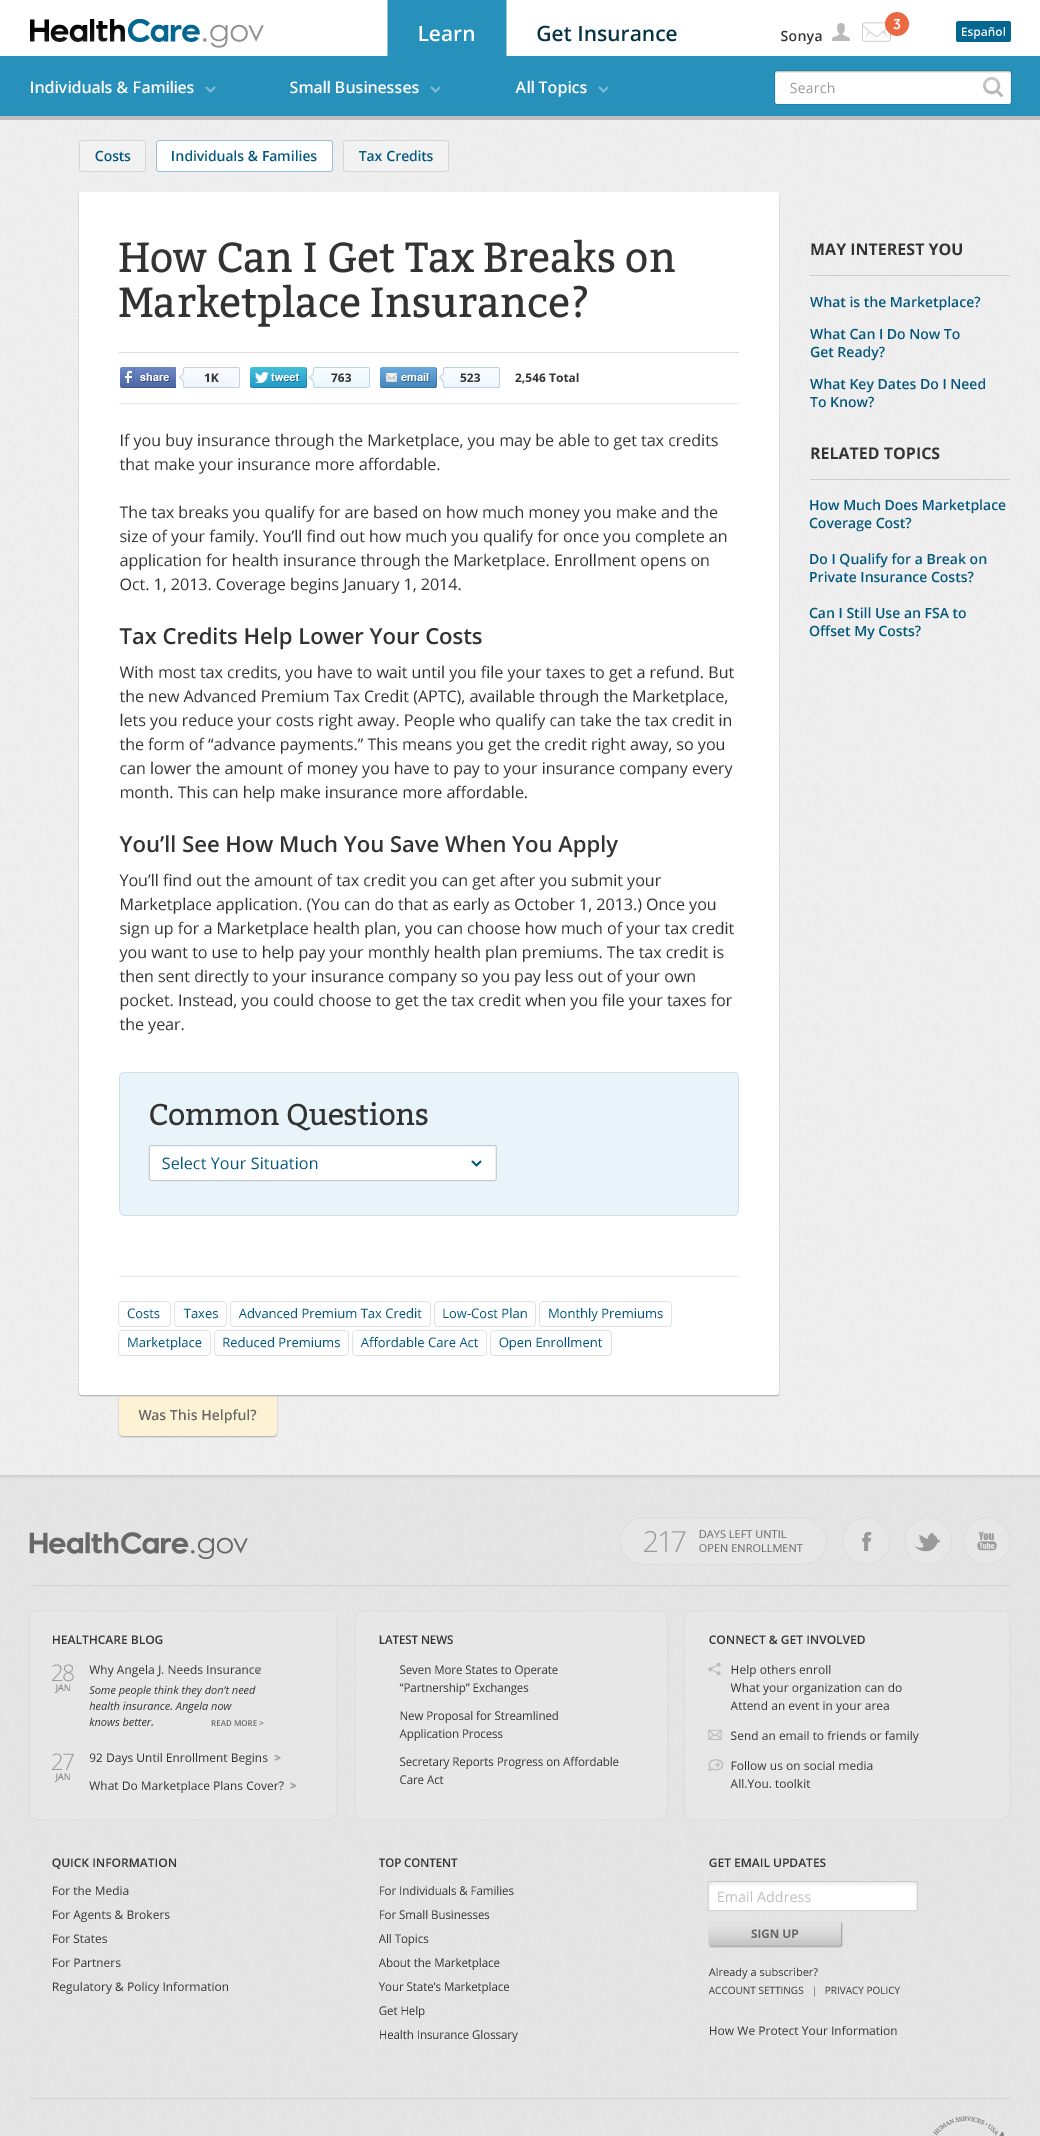 HealthCare.gov
Learn
Get Insurance
Sonya
3
Español
Individuals & Families
Small Businesses
All Topics
Search
Costs
Individuals & Families
Tax Credits
How Can I Get Tax Breaks on
Marketplace Insurance?
share
1K
tweet
763
email
523
2,546 Total
If you buy insurance through the Marketplace, you may be able to get tax credits
that make your insurance more affordable.
The tax breaks you qualify for are based on how much money you make and the
size of your family. You’ll find out how much you qualify for once you complete an
application for health insurance through the Marketplace. Enrollment opens on
Oct. 1, 2013. Coverage begins January 1, 2014.
Tax Credits Help Lower Your Costs
With most tax credits, you have to wait until you file your taxes to get a refund. But
the new Advanced Premium Tax Credit (APTC), available through the Marketplace,
lets you reduce your costs right away. People who qualify can take the tax credit in
the form of “advance payments.” This means you get the credit right away, so you
can lower the amount of money you have to pay to your insurance company every
month. This can help make insurance more affordable.
You’ll See How Much You Save When You Apply
You’ll find out the amount of tax credit you can get after you submit your
Marketplace application. (You can do that as early as October 1, 2013.) Once you
sign up for a Marketplace health plan, you can choose how much of your tax credit
you want to use to help pay your monthly health plan premiums. The tax credit is
then sent directly to your insurance company so you pay less out of your own
pocket. Instead, you could choose to get the tax credit when you file your taxes for
the year.
Common Questions
Select Your Situation
Costs
Taxes
Advanced Premium Tax Credit
Low-Cost Plan
Monthly Premiums
Marketplace
Reduced Premiums
Affordable Care Act
Open Enrollment
Was This Helpful?
MAY INTEREST YOU
What is the Marketplace?
What Can I Do Now To
Get Ready?
What Key Dates Do I Need
To Know?
RELATED TOPICS
How Much Does Marketplace
Coverage Cost?
Do I Qualify for a Break on
Private Insurance Costs?
Can I Still Use an FSA to
Offset My Costs?
HealthCare.gov
217
DAYS LEFT UNTIL
OPEN ENROLLMENT
You
Tube
HEALTHCARE BLOG
28
JAN
Why Angela J. Needs Insurance
Some people think they don’t need
health insurance. Angela now
knows better.
READ MORE >
27
JAN
92 Days Until Enrollment Begins >
What Do Marketplace Plans Cover? >
LATEST NEWS
Seven More States to Operate
“Partnership” Exchanges
New Proposal for Streamlined
Application Process
Secretary Reports Progress on Affordable
Care Act
CONNECT & GET INVOLVED
Help others enroll
What your organization can do
Attend an event in your area
Send an email to friends or family
Follow us on social media
All.You. toolkit
QUICK INFORMATION
For the Media
For Agents & Brokers
For States
For Partners
Regulatory & Policy Information
TOP CONTENT
For Individuals & Families
For Small Businesses
All Topics
About the Marketplace
Your State’s Marketplace
Get Help
Health Insurance Glossary
GET EMAIL UPDATES
Email Address
SIGN UP
Already a subscriber?
ACCOUNT SETTINGS | PRIVACY POLICY
How We Protect Your Information
HUMAN SERVICES • USA